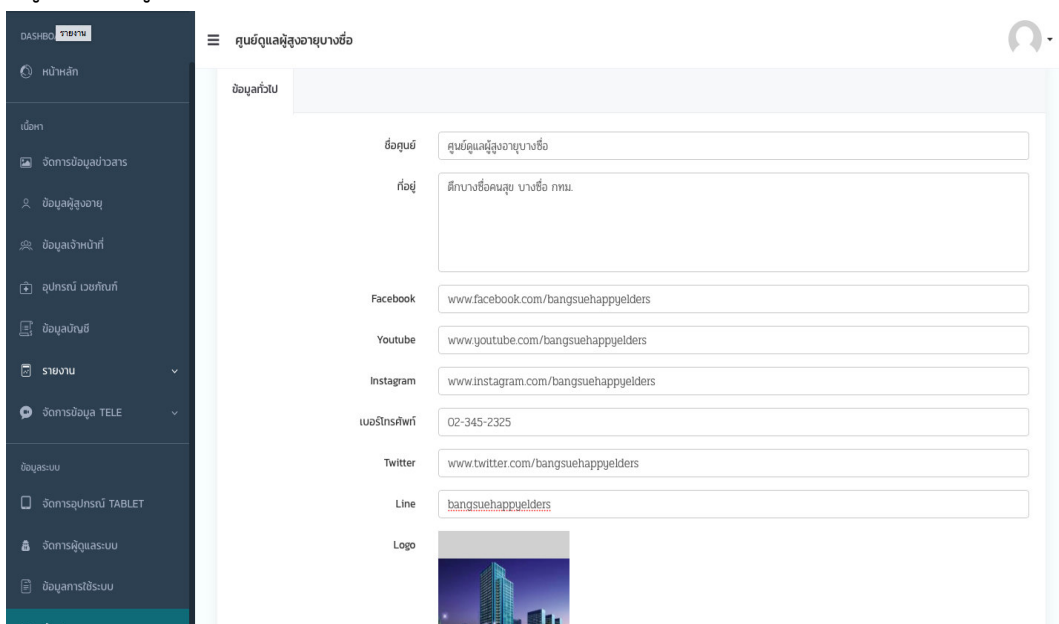 DASHBO
รายงาน
หน้าหลัก
เนื้อหา
จัดการข้อมูลข่าวสาร
ข้อมูลผู้สูงอายุ
ข้อมูลเจ้าหน้าที่
อุปกรณ์ เวชภัณฑ์
ข้อมูลบัญชี
รายงาน
จัดการข้อมูล TELE
ข้อมูลระบบ
จัดการอุปกรณ์ TABLET
จัดการผู้ดูแลระบบ
ข้อมูลการใช้ระบบ
ศูนย์ดูแลผู้สูงอายุบางซื่อ
ข้อมูลทั่วไป
ชื่อศูนย์ ศูนย์ดูแลผู้สูงอายุบางซื่อ
ที่อยู่ ตึกบางซื่อคนสุข บางซื่อ กทม.
Facebook www.facebook.com/bangsuehappyelders
Youtube www.youtube.com/bangsuehappyelders
Instagram www.instagram.com/bangsuehappyelders
เบอร์โทรศัพท์ 02-345-2325
Twitter www.twitter.com/bangsuehappyelders
Line bangsuehappyelders
Logo